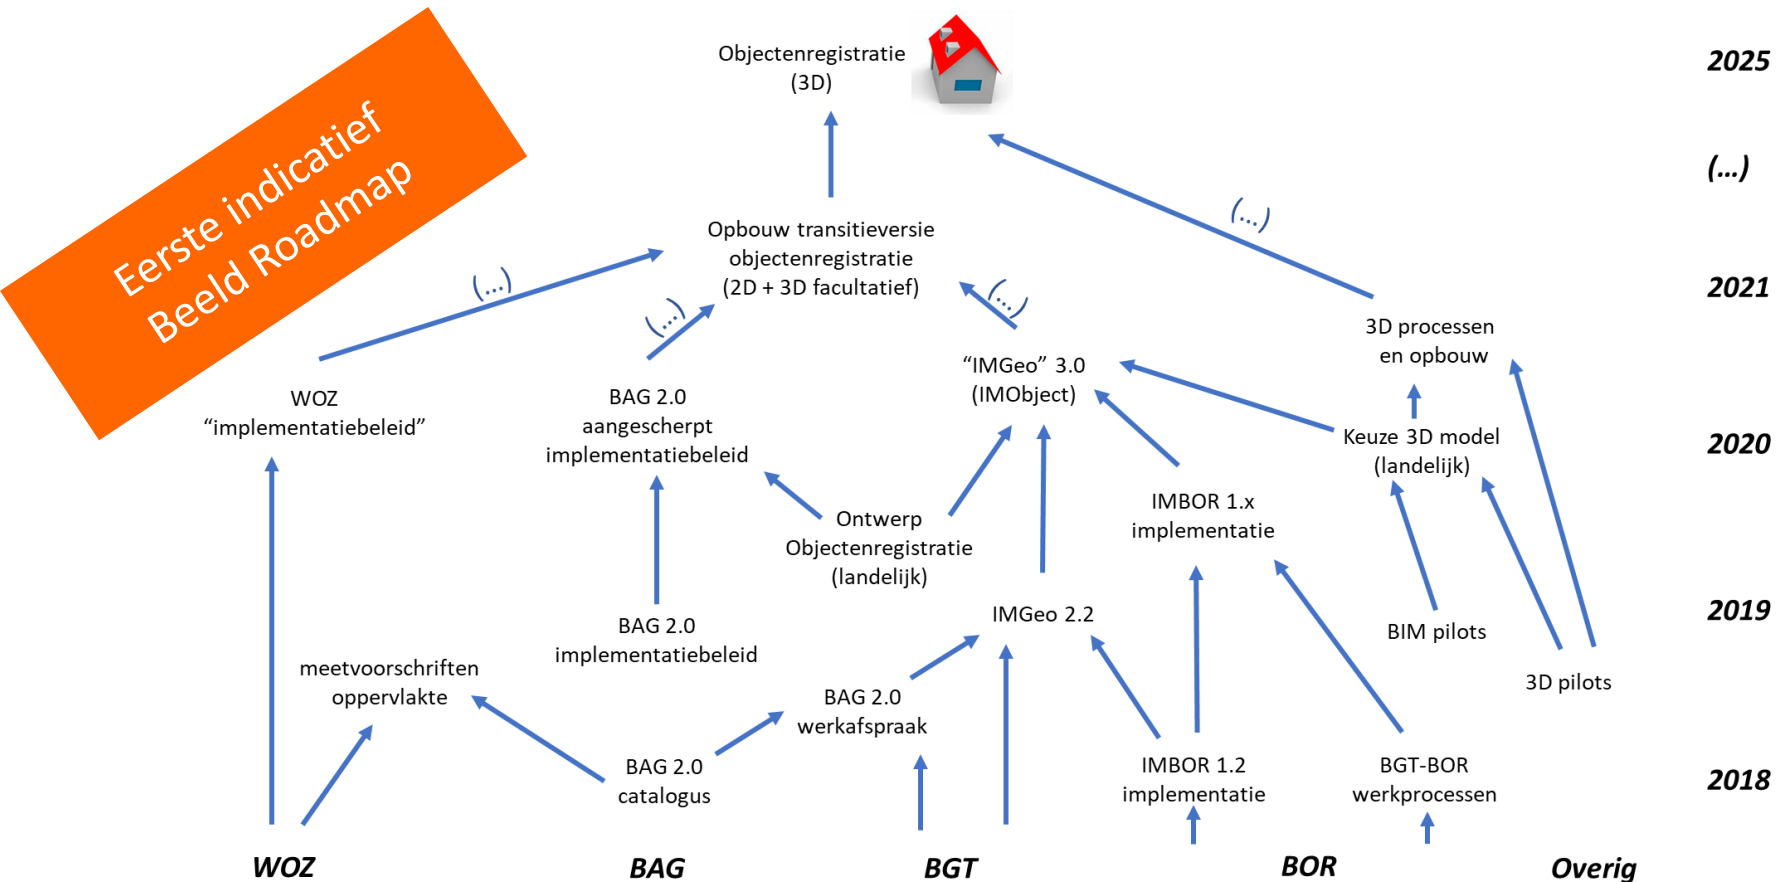 Eerste indicatief
Beeld Roadmap
Objectenregistratie
(3D)
2025
(...)
(...)
Opbouw transitieversie
objectenregistratie
(2D + 3D facultatief)
2021
(...)
(...)
(...)
3D processen
en opbouw
WOZ
“implementatiebeleid”
BAG 2.0
aangescherpt
implementatiebeleid
“IMGeo” 3.0
(IMObject)
Keuze 3D model
(landelijk)
2020
Ontwerp
Objectenregistratie
(landelijk)
IMBOR 1.x
implementatie
BAG 2.0
implementatiebeleid
IMGeo 2.2
BIM pilots
2019
meetvoorschriften
oppervlakte
BAG 2.0
werkafspraak
3D pilots
BAG 2.0
catalogus
IMBOR 1.2
implementatie
BGT-BOR
werkprocessen
2018
WOZ
BAG
BGT
BOR
Overig